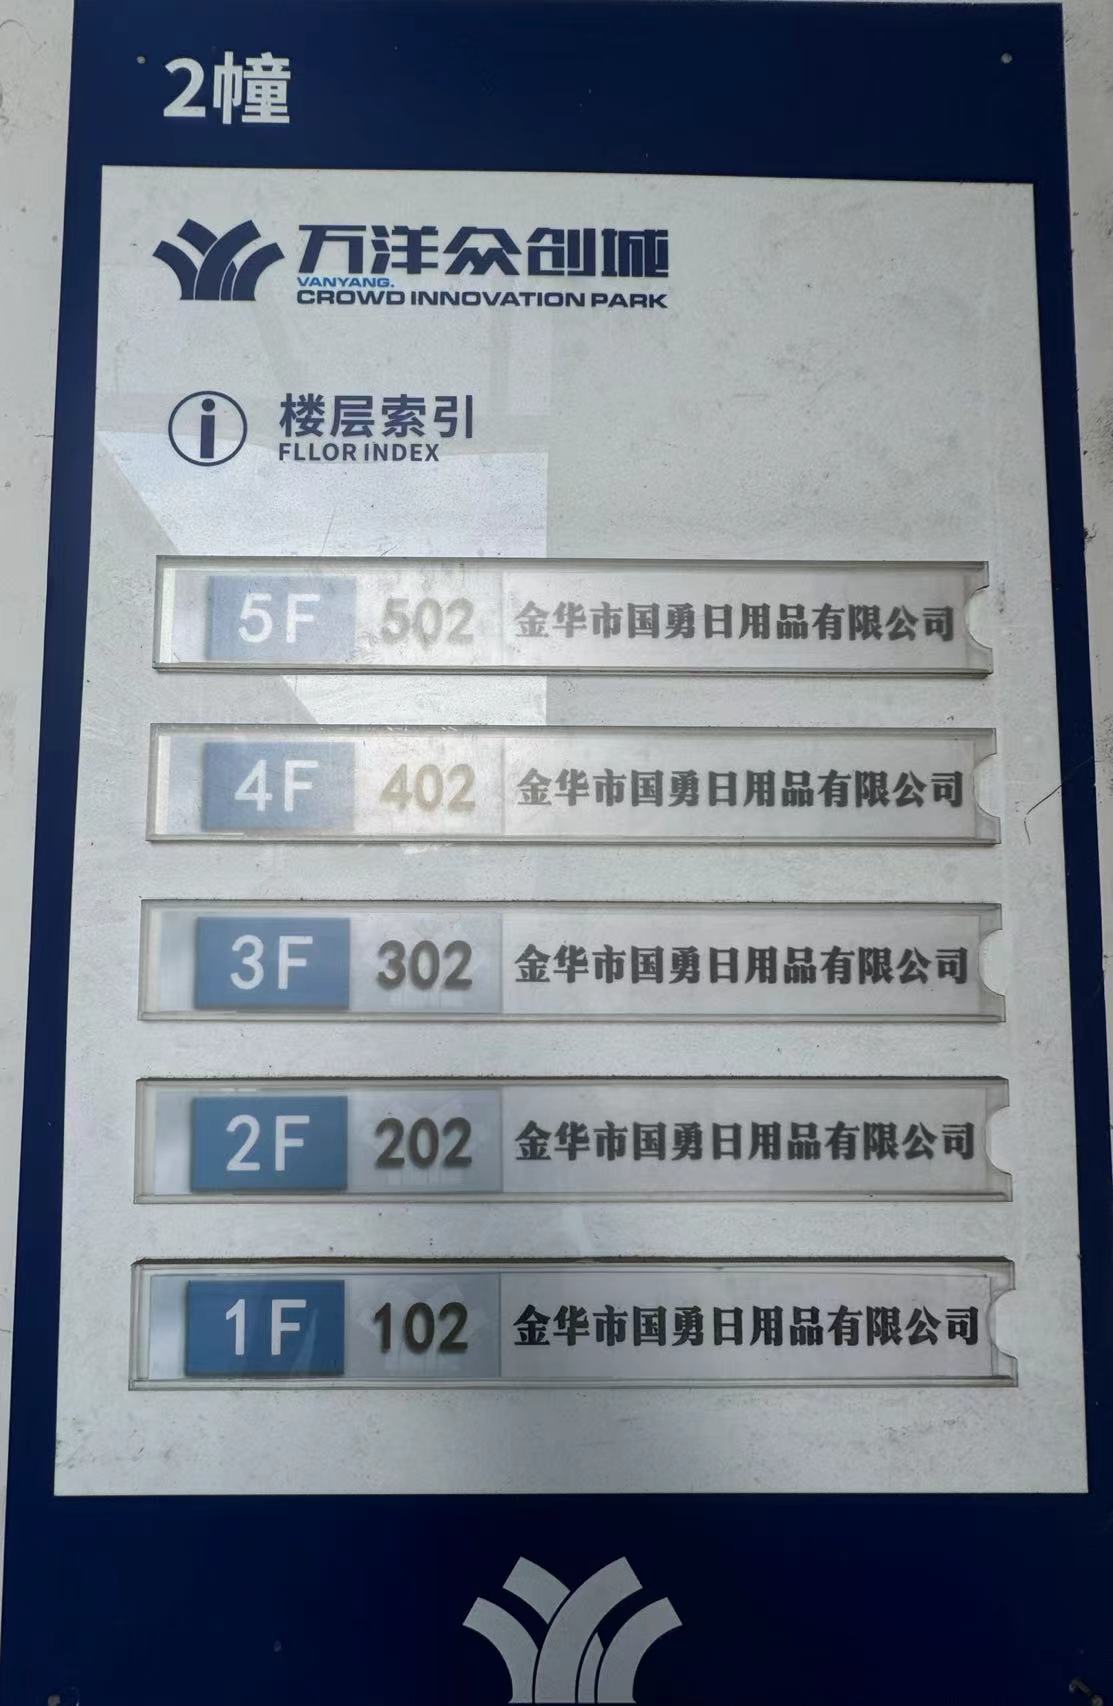 2幢
万洋众创城
VANYANG.
CROWD INNOVATION PARK
楼层索引
FLLOR INDEX
5F 502 金华市国勇日用品有限公司
4F 402 金华市国勇日用品有限公司
3F 302 金华市国勇日用品有限公司
2F 202 金华市国勇日用品有限公司
1F 102 金华市国勇日用品有限公司